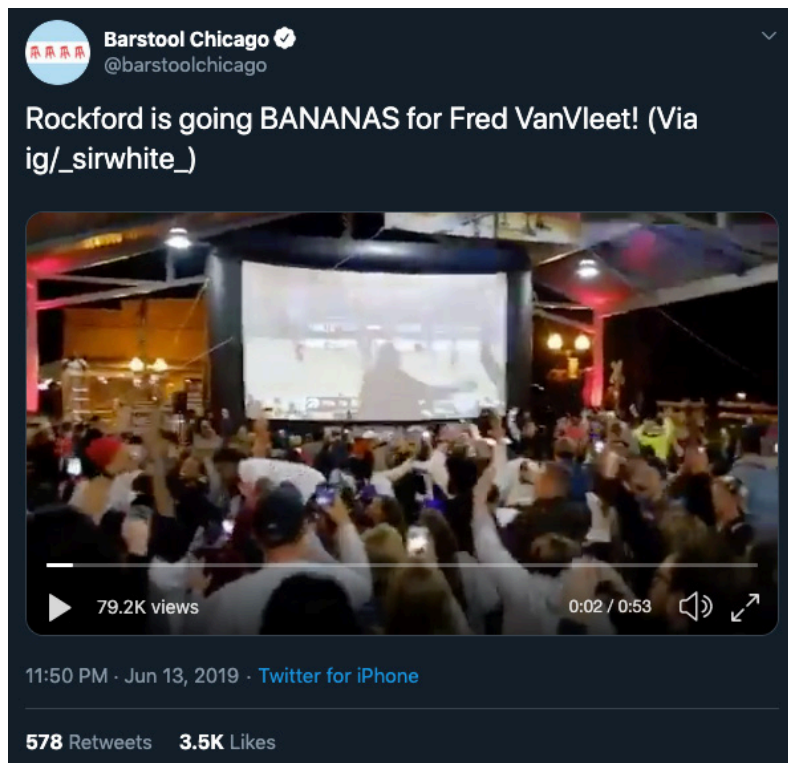 Barstool Chicago
@barstoolchicago
Rockford is going BANANAS for Fred VanVleet! (Via
ig/_sirwhite_)
79.2K views
0:02 / 0:53
11:50 PM · Jun 13, 2019 · Twitter for iPhone
578 Retweets 3.5K Likes